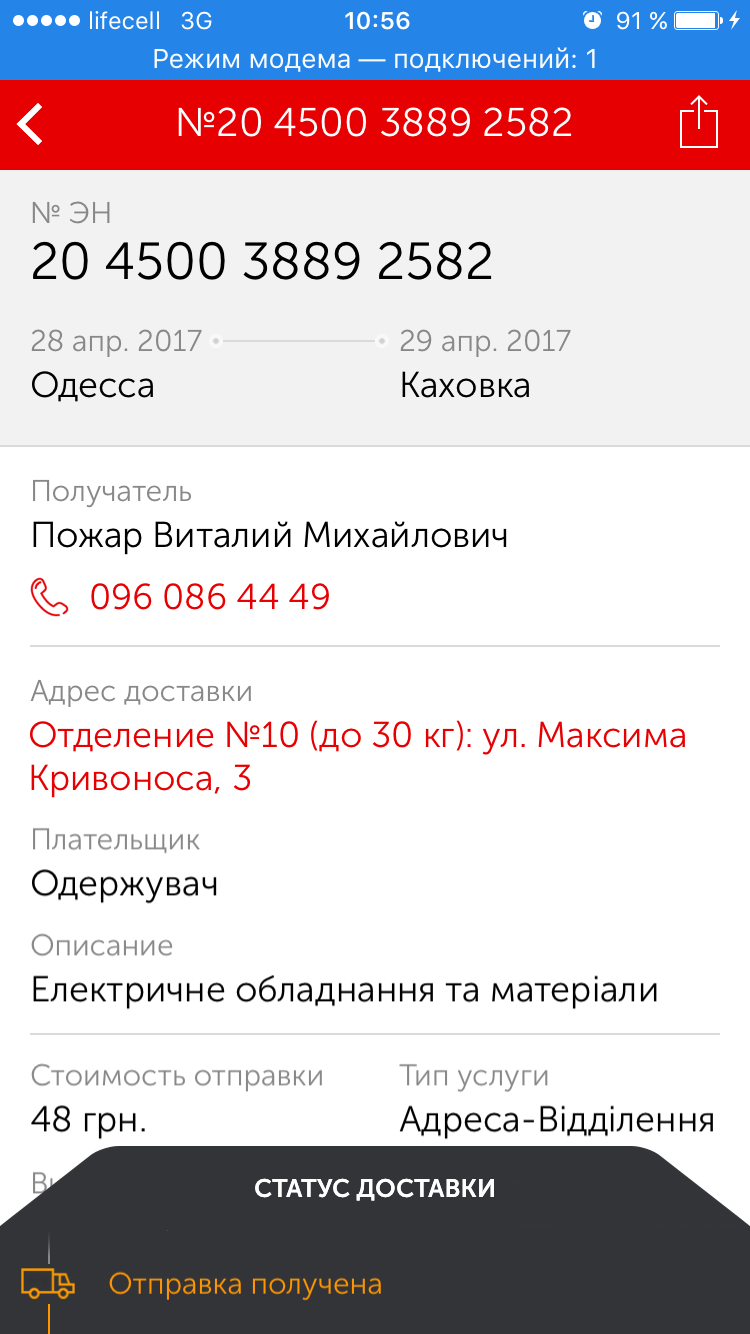 lifecell 3G 10:56 91 %
Режим модема — подключений: 1
№20 4500 3889 2582
№ ЭН
20 4500 3889 2582
28 апр. 2017 29 апр. 2017
Одесса Каховка
Получатель
Пожар Виталий Михайлович
096 086 44 49
Адрес доставки
Отделение №10 (до 30 кг): ул. Максима
Кривоноса, 3
Плательщик
Одержувач
Описание
Електричне обладнання та матеріали
Стоимость отправки Тип услуги
48 грн. Адреса-Відділення
СТАТУС ДОСТАВКИ
Отправка получена